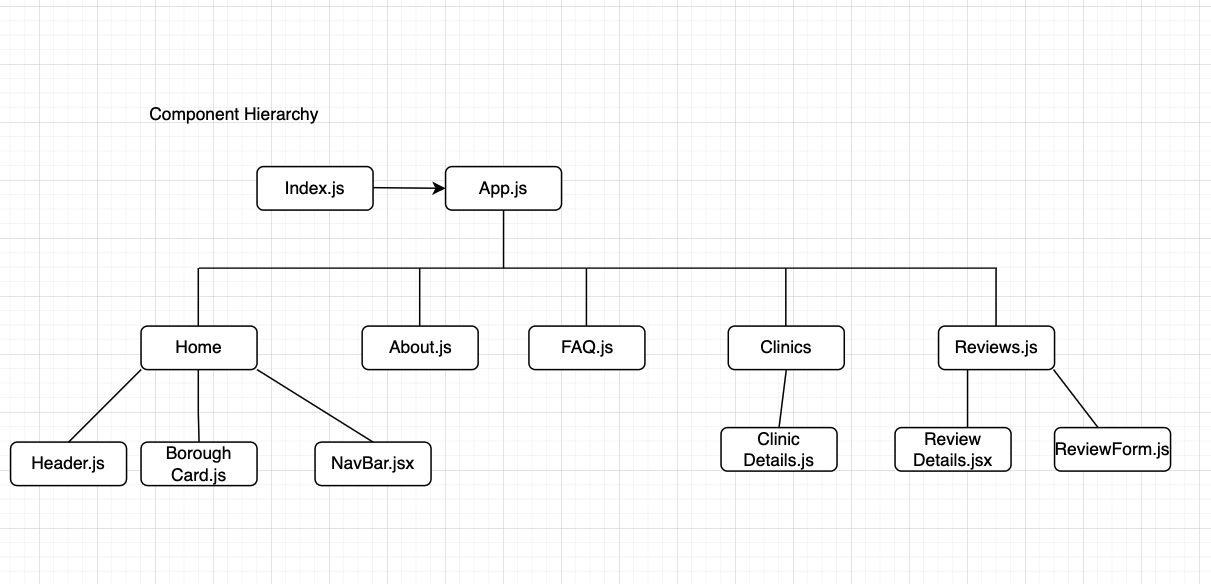 Component Hierarchy
Index.js
App.js
Home
About.js
FAQ.js
Clinics
Reviews.js
Header.js
Borough
Card.js
NavBar.jsx
Clinic
Details.js
Review
Details.jsx
ReviewForm.js